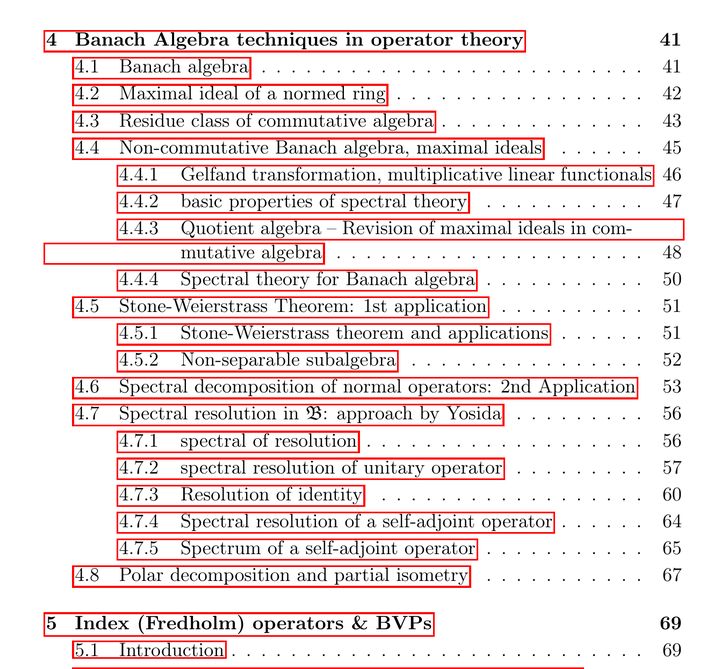 4 Banach Algebra techniques in operator theory 41
4.1 Banach algebra . . . . . . . . . . . . . . . . . . . . . . . . . . . . 41
4.2 Maximal ideal of a normed ring . . . . . . . . . . . . . . . . . . 42
4.3 Residue class of commutative algebra . . . . . . . . . . . . . . . 43
4.4 Non-commutative Banach algebra, maximal ideals . . . . . . 45
4.4.1 Gelfand transformation, multiplicative linear functionals 46
4.4.2 basic properties of spectral theory . . . . . . . . . . . 47
4.4.3 Quotient algebra – Revision of maximal ideals in com-
mutative algebra . . . . . . . . . . . . . . . . . . . . . 48
4.4.4 Spectral theory for Banach algebra . . . . . . . . . . . 50
4.5 Stone-Weierstrass Theorem: 1st application . . . . . . . . . . 51
4.5.1 Stone-Weierstrass theorem and applications . . . . . . 51
4.5.2 Non-separable subalgebra . . . . . . . . . . . . . . . . 52
4.6 Spectral decomposition of normal operators: 2nd Application 53
4.7 Spectral resolution in 𝔅: approach by Yosida . . . . . . . . . 56
4.7.1 spectral of resolution . . . . . . . . . . . . . . . . . . . 56
4.7.2 spectral resolution of unitary operator . . . . . . . . . 57
4.7.3 Resolution of identity . . . . . . . . . . . . . . . . . . 60
4.7.4 Spectral resolution of a self-adjoint operator . . . . . . 64
4.7.5 Spectrum of a self-adjoint operator . . . . . . . . . . . 65
4.8 Polar decomposition and partial isometry . . . . . . . . . . . 67
5 Index (Fredholm) operators & BVPs 69
5.1 Introduction . . . . . . . . . . . . . . . . . . . . . . . . . . . . 69